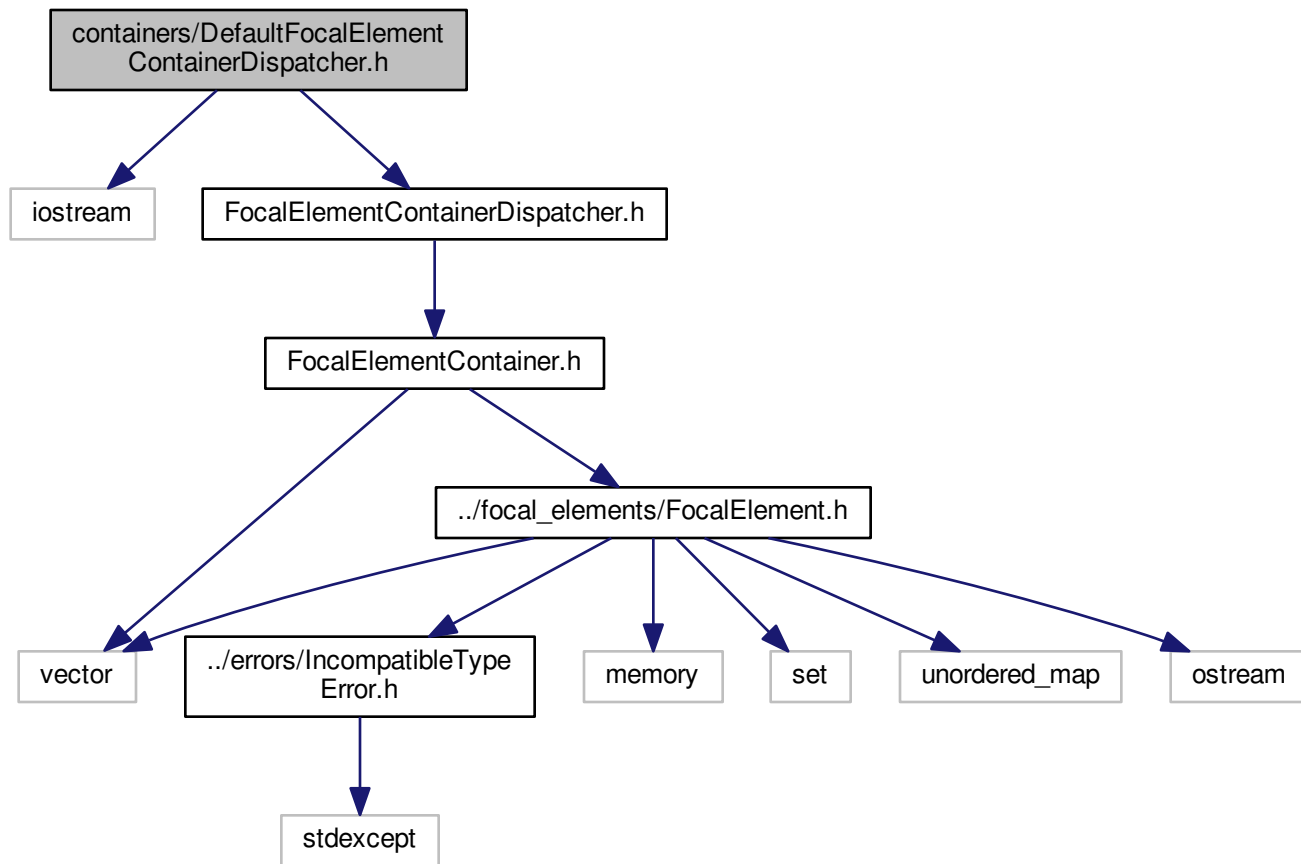 containers/DefaultFocalElement
ContainerDispatcher.h
iostream
FocalElementContainerDispatcher.h
FocalElementContainer.h
../focal_elements/FocalElement.h
vector
../errors/IncompatibleType
Error.h
memory
set
unordered_map
ostream
stdexcept